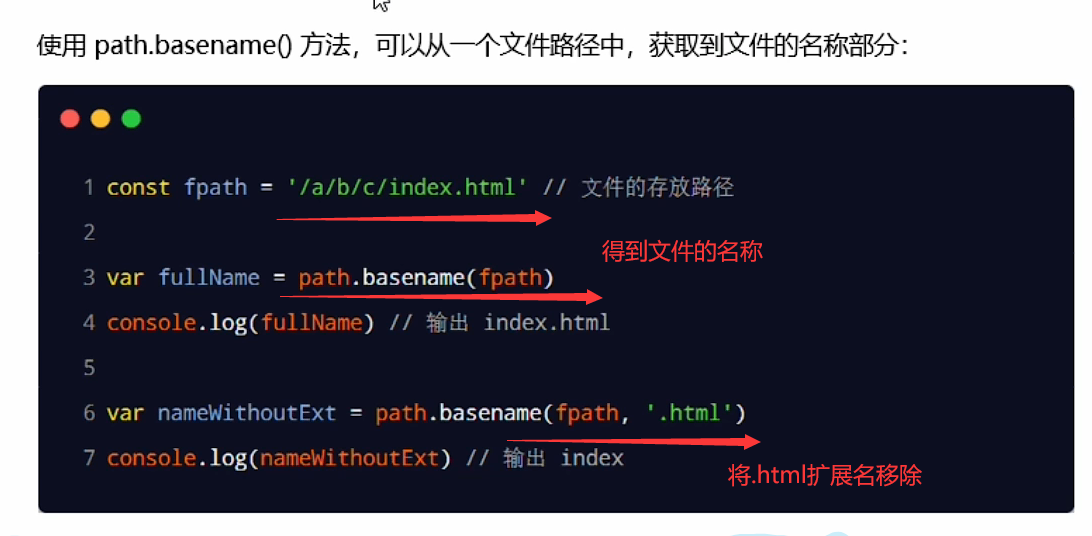 使用 path.basename() 方法，可以从一个文件路径中，获取到文件的名称部分：
1 const fpath = '/a/b/c/index.html' // 文件的存放路径
2
得到文件的名称
3 var fullName = path.basename(fpath)
4 console.log(fullName) // 输出 index.html
5
6 var nameWithoutExt = path.basename(fpath, '.html')
7 console.log(nameWithoutExt) // 输出 index
将.html扩展名移除